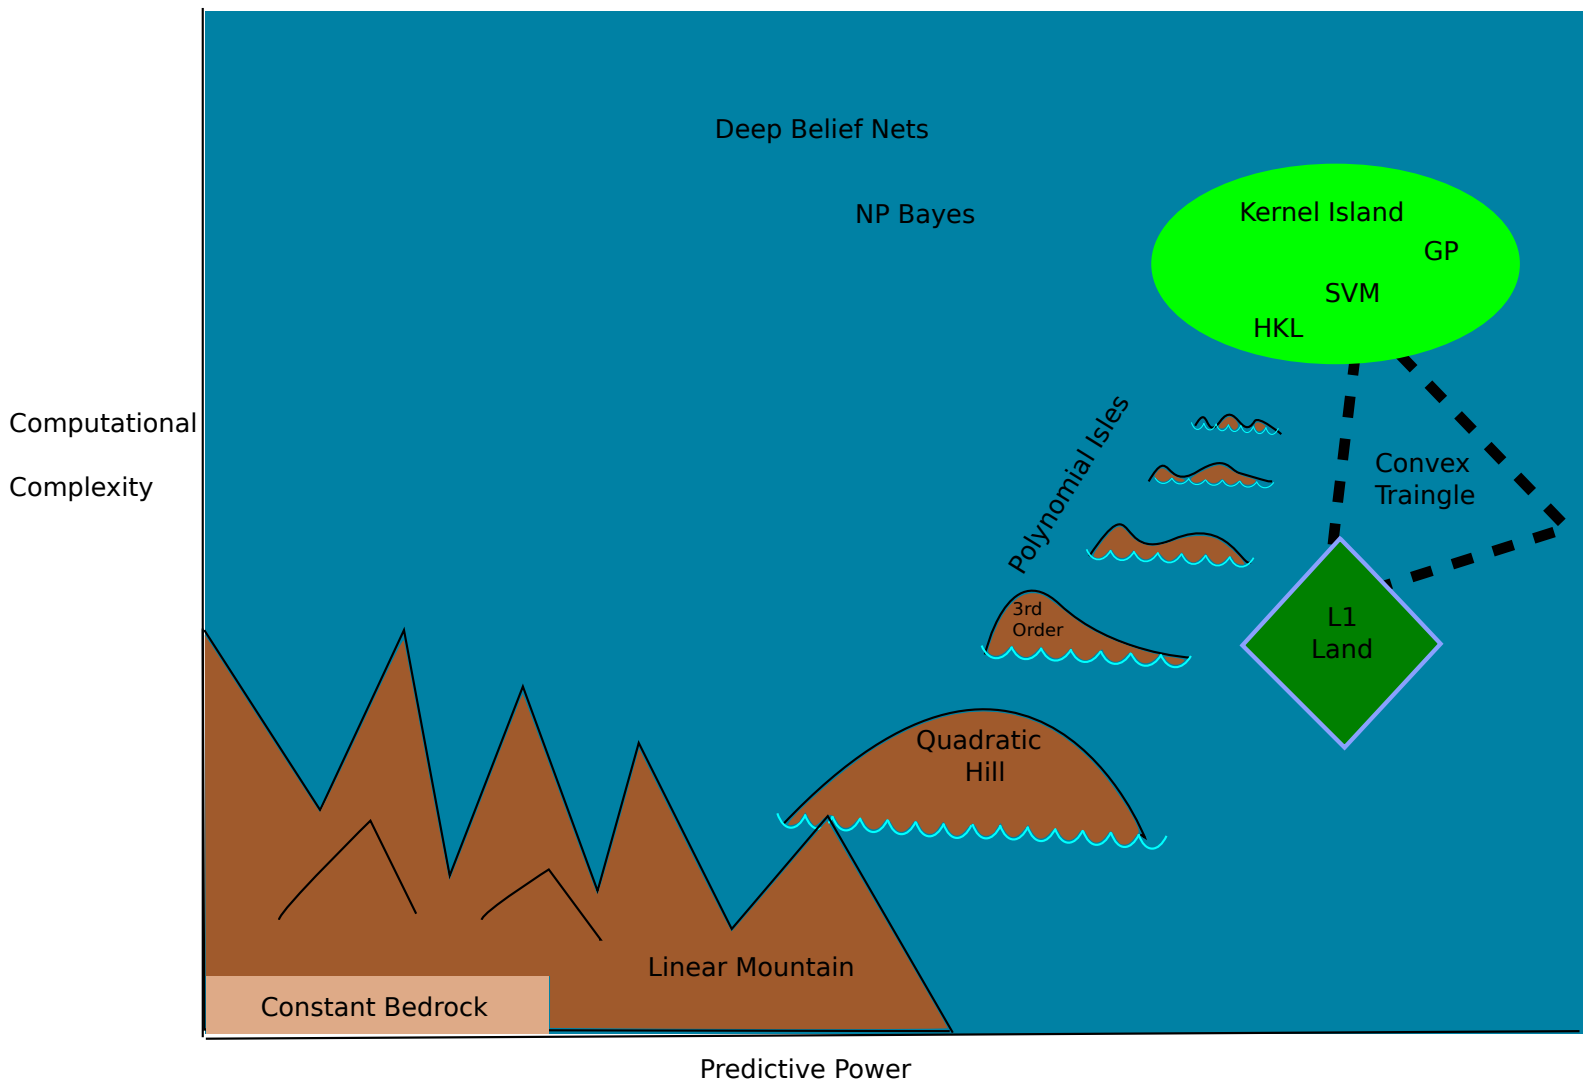 Deep Belief Nets
NP Bayes
Kernel Island
GP
SVM
HKL
Computational
Complexity
Polynomial Isles
Convex
Traingle
3rd
Order
L1
Land
Quadratic
Hill
Linear Mountain
Constant Bedrock
Predictive Power